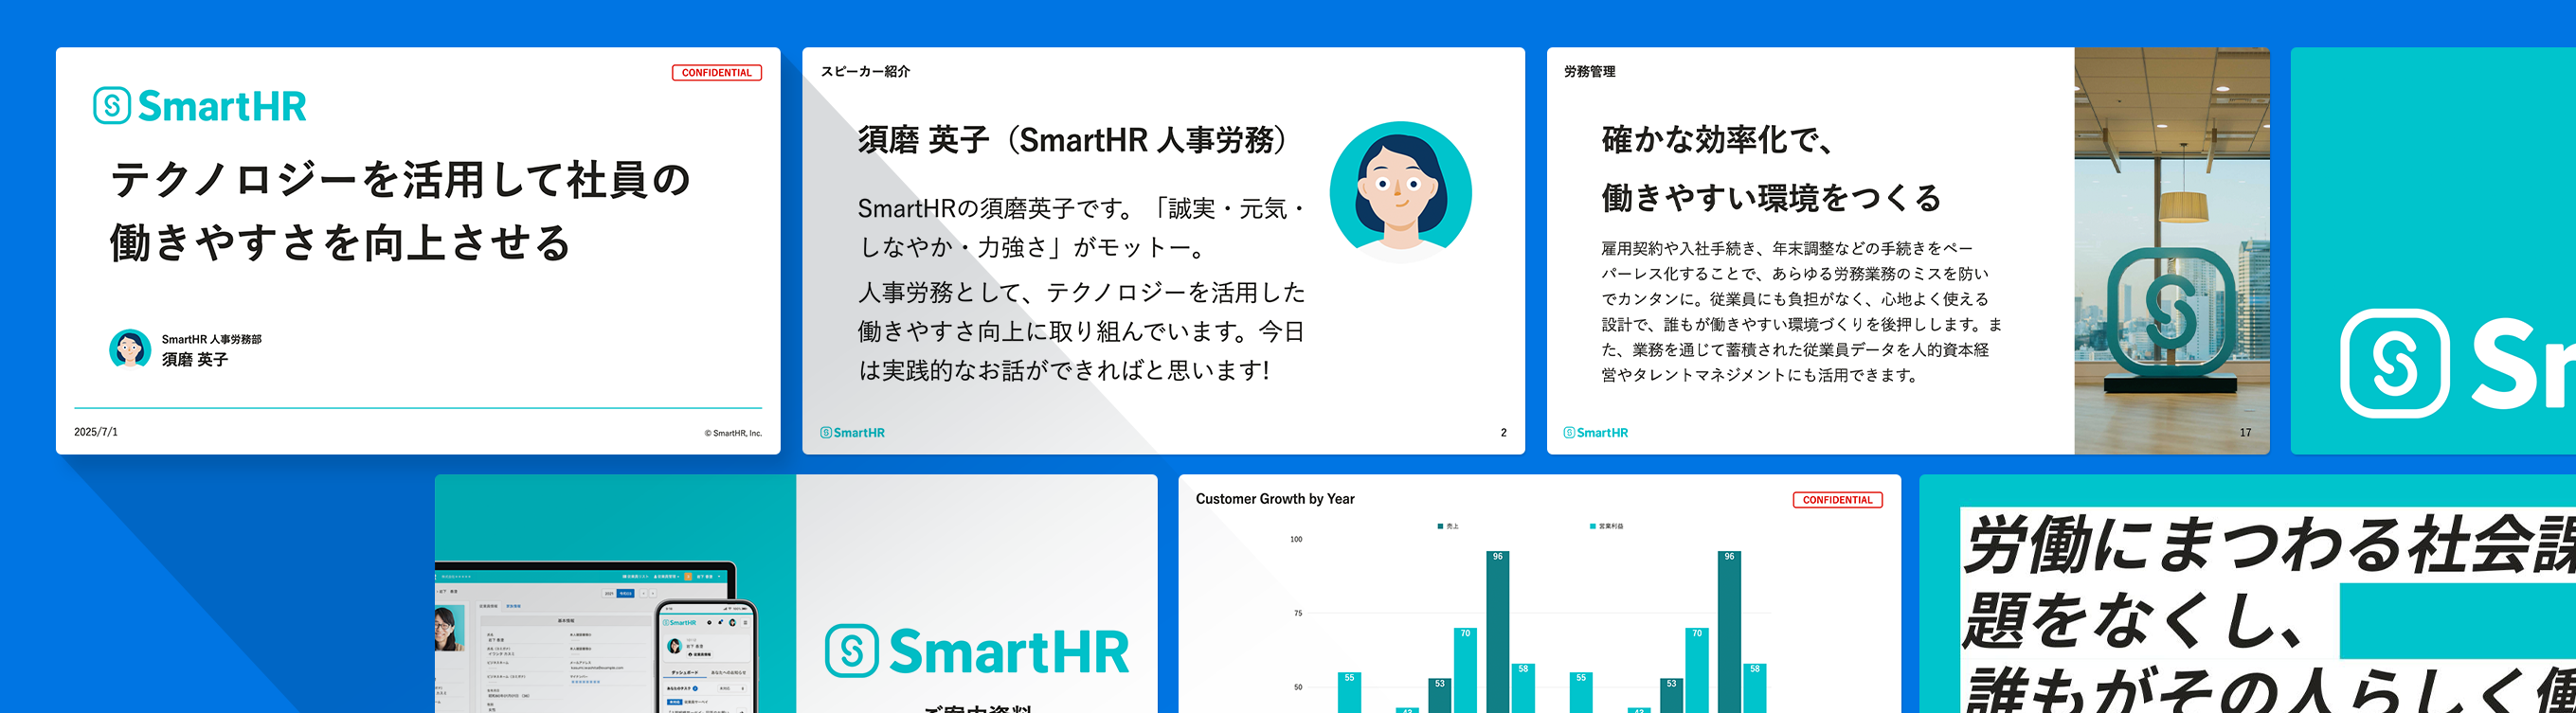 CONFIDENTIAL
SmartHR
テクノロジーを活用して社員の
働きやすさを向上させる
SmartHR 人事労務部
須磨 英子
2025/7/1
© SmartHR, Inc.
スピーカー紹介
須磨 英子（SmartHR 人事労務）
SmartHRの須磨英子です。「誠実・元気・
しなやか・力強さ」がモットー。
人事労務として、テクノロジーを活用した
働きやすさ向上に取り組んでいます。今日
は実践的なお話ができればと思います!
SmartHR
2
労務管理
確かな効率化で、
働きやすい環境をつくる
雇用契約や入社手続き、年末調整などの手続きをペー
パーレス化することで、あらゆる労務業務のミスを防い
でカンタンに。従業員にも負担がなく、心地よく使える
設計で、誰もが働きやすい環境づくりを後押しします。ま
た、業務を通じて蓄積された従業員データを人的資本経
営やタレントマネジメントにも活用できます。
SmartHR
17
SmartHR
ダッシュボード
SmartHR
ご案内資料
Customer Growth by Year
CONFIDENTIAL
売上
営業利益
100
75
50
55
43
53
70
96
58
55
43
53
70
96
58
労働にまつわる社会課
題をなくし、
誰もがその人らしく働